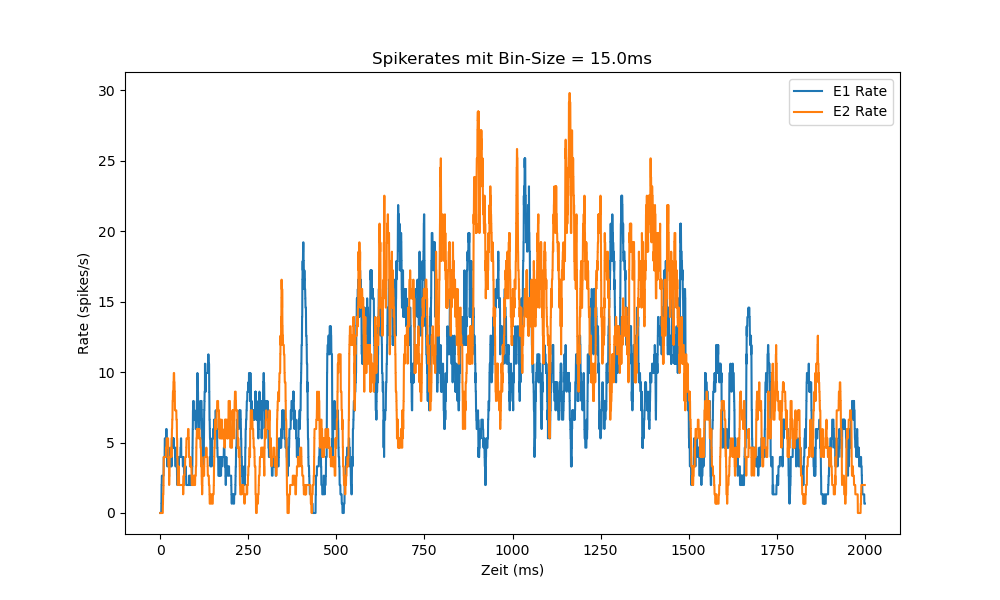 Spikerates mit Bin-Size = 15.0ms
E1 Rate
E2 Rate
30
25
20
15
10
5
0
Rate (spikes/s)
0 250 500 750 1000 1250 1500 1750 2000
Zeit (ms)